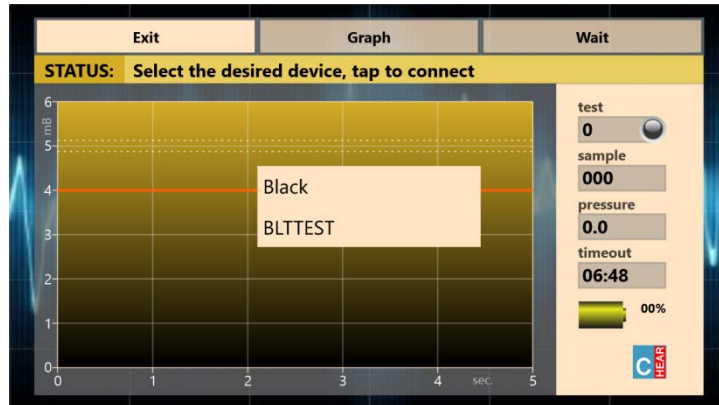 Exit Graph Wait
STATUS: Select the desired device, tap to connect
6
mB
5
4
3
2
1
0
0 1 2 3 4 sec. 5
Black
BLTTEST
test
0
sample
000
pressure
0.0
timeout
06:48
00%
C HEAR